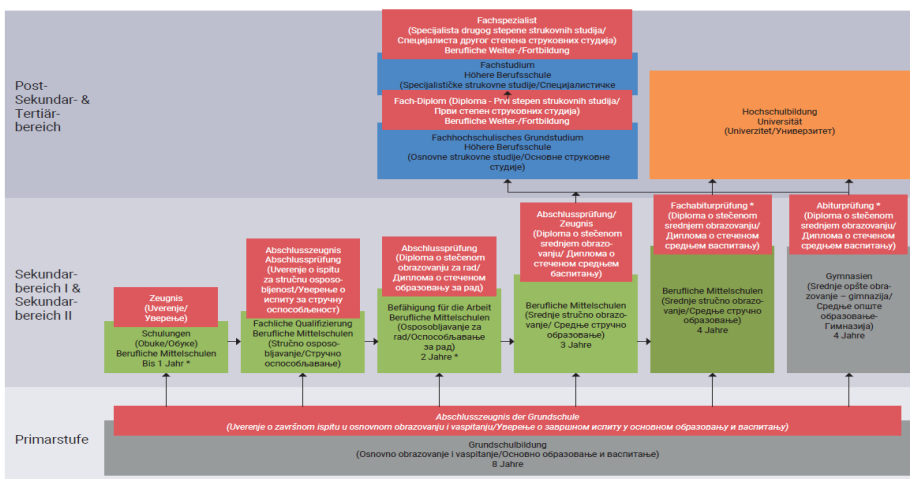 Fachspezialist
(Specijalista drugog stepene strukovnih studija/
Специјалиста другог степена струковних студија)
Berufliche Weiter-/Fortbildung
Fachstudium
Höhere Berufsschule
(Specijalističke strukovne studije/Специјалистичке
Fach-Diplom (Diploma - Prvi stepen strukovnih studija/
Први степен струковних студија)
Berufliche Weiter-/Fortbildung
Fachhochschulisches Grundstudium
Höhere Berufsschule
(Osnovne strukovne studije/Основне струковне
студије)
Post-
Sekundar- &
Tertiär-
bereich
Hochschulbildung
Universität
(Univerzitet/Универзитет)
Sekundar-
bereich I &
Sekundar-
bereich II
Zeugnis
(Uverenje/
Уверење)
Schulungen
(Obuke/Обуке)
Berufliche Mittelschulen
Bis 1 Jahr *
Abschlusszeugnis
Abschlussprüfung
(Uverenje o ispitu
za stručnu osposo-
bljenost/Уверење о
испиту за стручну
оспособљеност)
Fachliche Qualifizierung
Berufliche Mittelschulen
(Stručno osposo-
bljavanje/Стручно
оспособљавање)
Abschlussprüfung
(Diploma o stečenom
obrazovanju za rad/
Диплома о стеченом
образовању за рад)
Befähigung für die Arbeit
Berufliche Mittelschulen
(Osposobljavanje za
rad/Оспособљавање
за рад)
2 Jahre *
Abschlussprüfung/
Zeugnis
(Diploma o stečenom
srednjem obrazo-
vanju/ Диплома о
стеченом средњем
баспитању)
Berufliche Mittelschulen
(Srednje stručno obrazo-
vanje/Средње стручно
образовање)
3 Jahre
Fachabiturprüfung *
(Diploma o stečenom
srednjem obrazovanju/
Диплома о стеченом
средњем васпитању)
Berufliche Mittelschulen
(Srednje stručno obrazo-
vanje/Средње стручно
образовање)
4 Jahre
Abiturprüfung *
(Diploma o stečenom
srednjem obrazovanju/
Диплома о стеченом
средњем васпитању)
Gymnasien
(Srednje opšte obra-
zovanje – gimnazija/
Средње опште
образовање-
Гимназија)
4 Jahre
Primarstufe
Abschlusszeugnis der Grundschule
(Uverenje o završnom ispitu u osnovnom obrazovanju i vaspitanju/Уверење о завршном испиту у основном образовању и васпитању)
Grundschulbildung
(Osnovno obrazovanje i vaspitanje/Основно образовање и васпитање)
8 Jahre